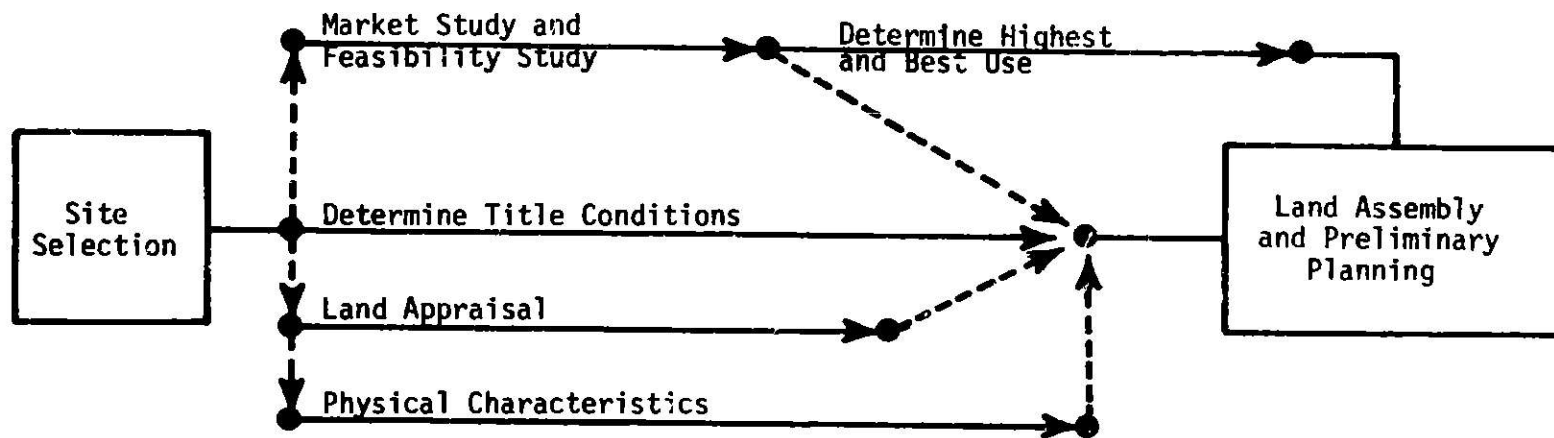 Market Study and
Feasibility Study
Determine Highest
and Best Use
Site
Selection
Determine Title Conditions
Land Assembly
and Preliminary
Planning
Land Appraisal
Physical Characteristics